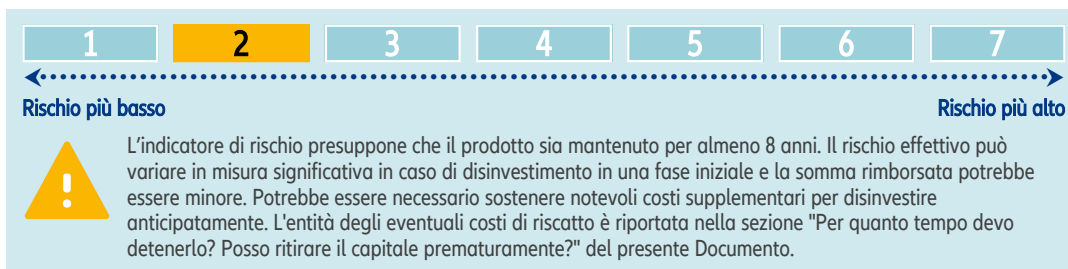 1 2 3 4 5 6 7
Rischio più basso Rischio più alto
L'indicatore di rischio presuppone che il prodotto sia mantenuto per almeno 8 anni. Il rischio effettivo può
variare in misura significativa in caso di disinvestimento in una fase iniziale e la somma rimborsata potrebbe
essere minore. Potrebbe essere necessario sostenere notevoli costi supplementari per disinvestire
anticipatamente. L'entità degli eventuali costi di riscatto è riportata nella sezione "Per quanto tempo devo
detenerlo? Posso ritirare il capitale prematuramente?" del presente Documento.